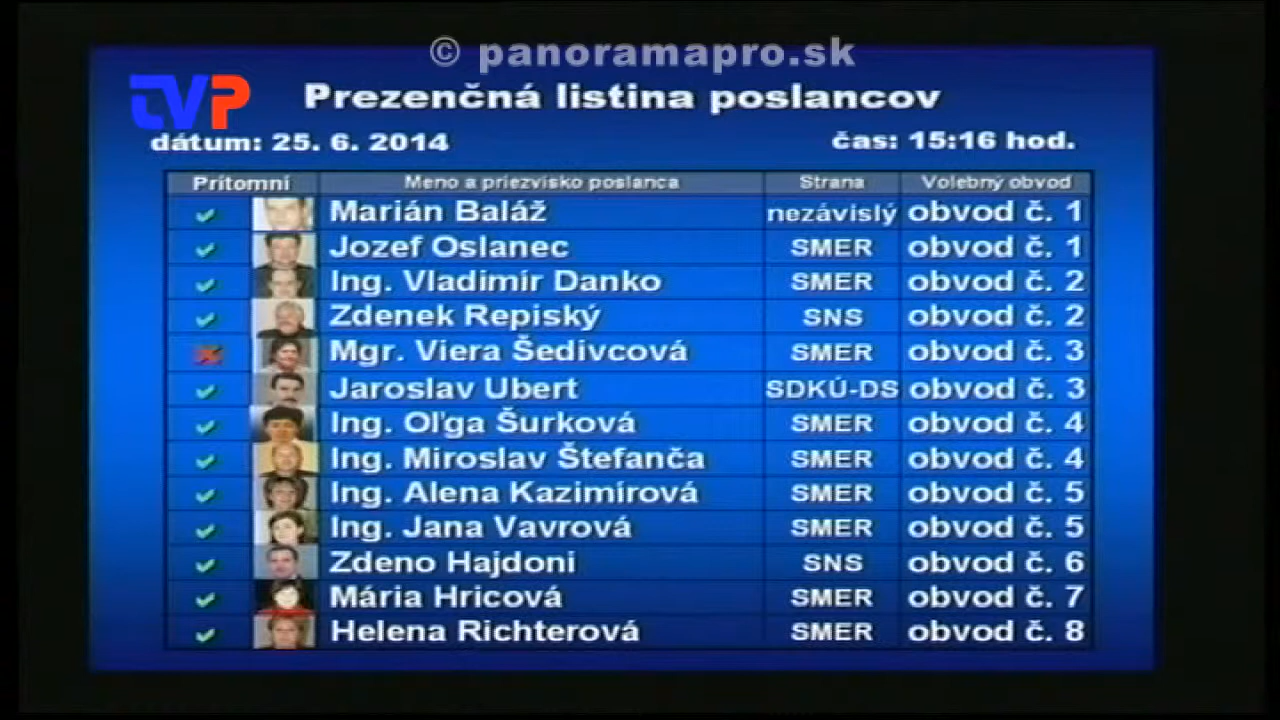 © panoramapro.sk
TVP
Prezenčná listina poslancov
dátum: 25. 6. 2014 čas: 15:16 hod.
Prítomní Meno a priezvisko poslanca Strana Volebný obvod
Marián Baláž nezávislý obvod č. 1
Jozef Oslanec SMER obvod č. 1
Ing. Vladimír Danko SMER obvod č. 2
Zdenek Repiský SNS obvod č. 2
Mgr. Viera Šedivcová SMER obvod č. 3
Jaroslav Ubert SDKÚ-DS obvod č. 3
Ing. Oľga Šurková SMER obvod č. 4
Ing. Miroslav Štefanča SMER obvod č. 4
Ing. Alena Kazimírová SMER obvod č. 5
Ing. Jana Vavrová SMER obvod č. 5
Zdeno Hajdoni SNS obvod č. 6
Mária Hricová SMER obvod č. 7
Helena Richterová SMER obvod č. 8